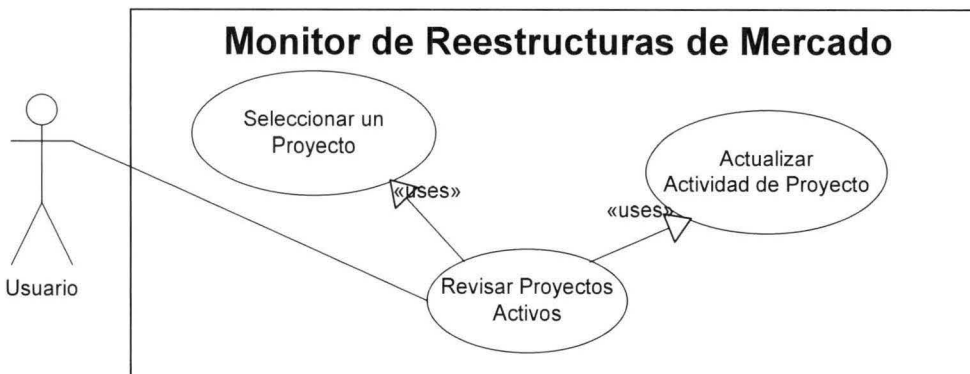 Monitor de Reestructuras de Mercado
Seleccionar un
Proyecto
Actualizar
Actividad de Proyecto
«uses»
«uses»
Revisar Proyectos
Activos
Usuario